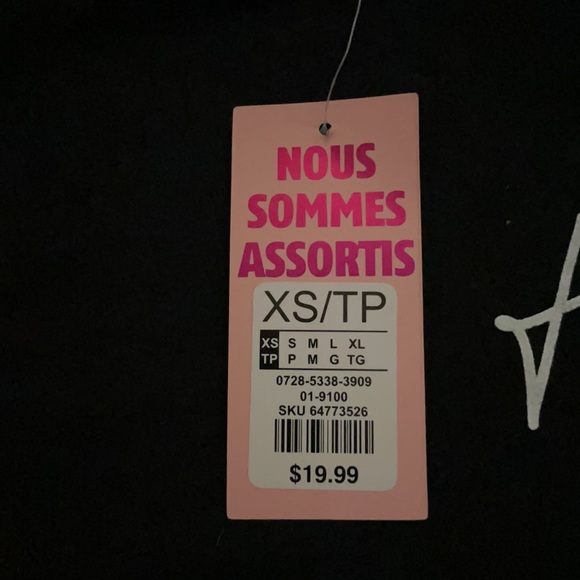 NOUS
SOMMES
ASSORTIS
XS/TP
XS S M L XL
TP P M G TG
0728-5338-3909
01-9100
SKU 64773526
$19.99